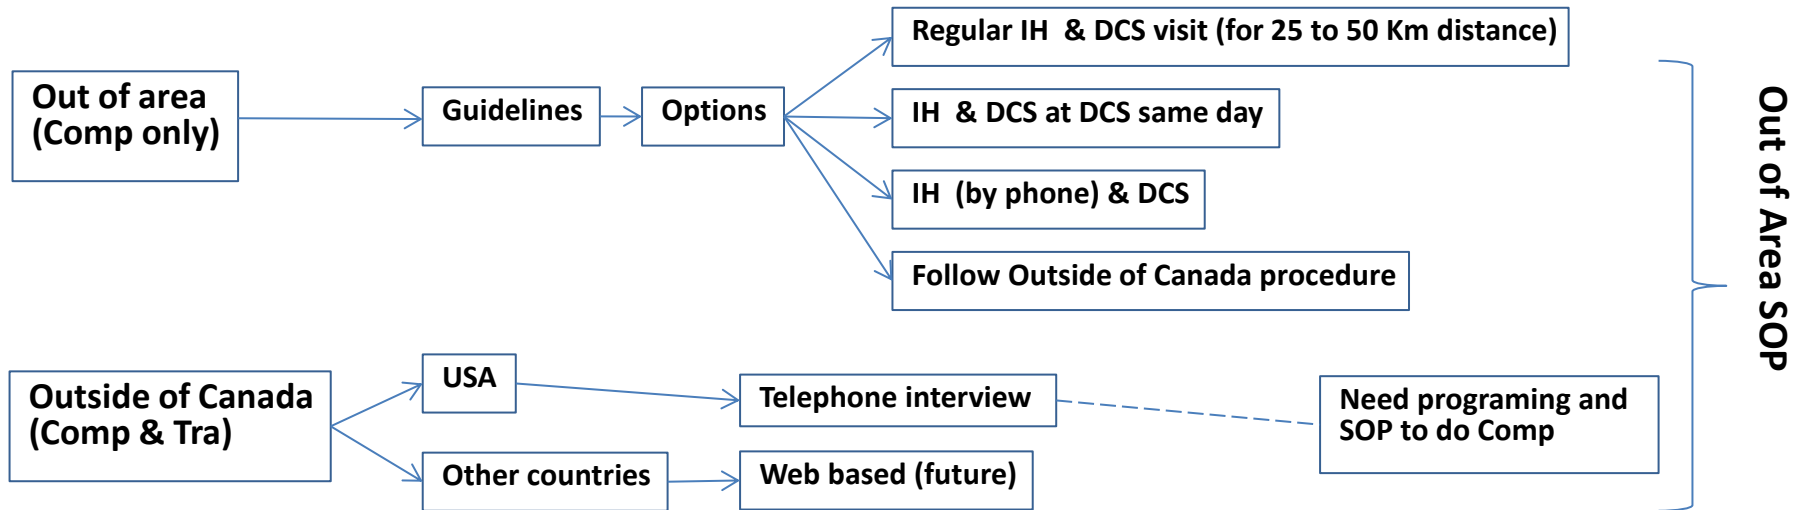 Regular IH & DCS visit (for 25 to 50 Km distance)
Out of area
(Comp only)
Guidelines
Options
IH & DCS at DCS same day
IH (by phone) & DCS
Follow Outside of Canada procedure
Out of Area SOP
Outside of Canada
(Comp & Tra)
USA
Telephone interview
Need programing and
SOP to do Comp
Other countries
Web based (future)